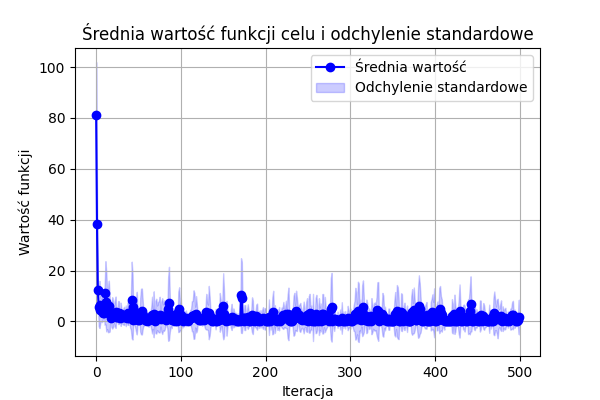 Średnia wartość funkcji celu i odchylenie standardowe
Średnia wartość
Odchylenie standardowe
Wartość funkcji
100
80
60
40
20
0
0 100 200 300 400 500
Iteracja